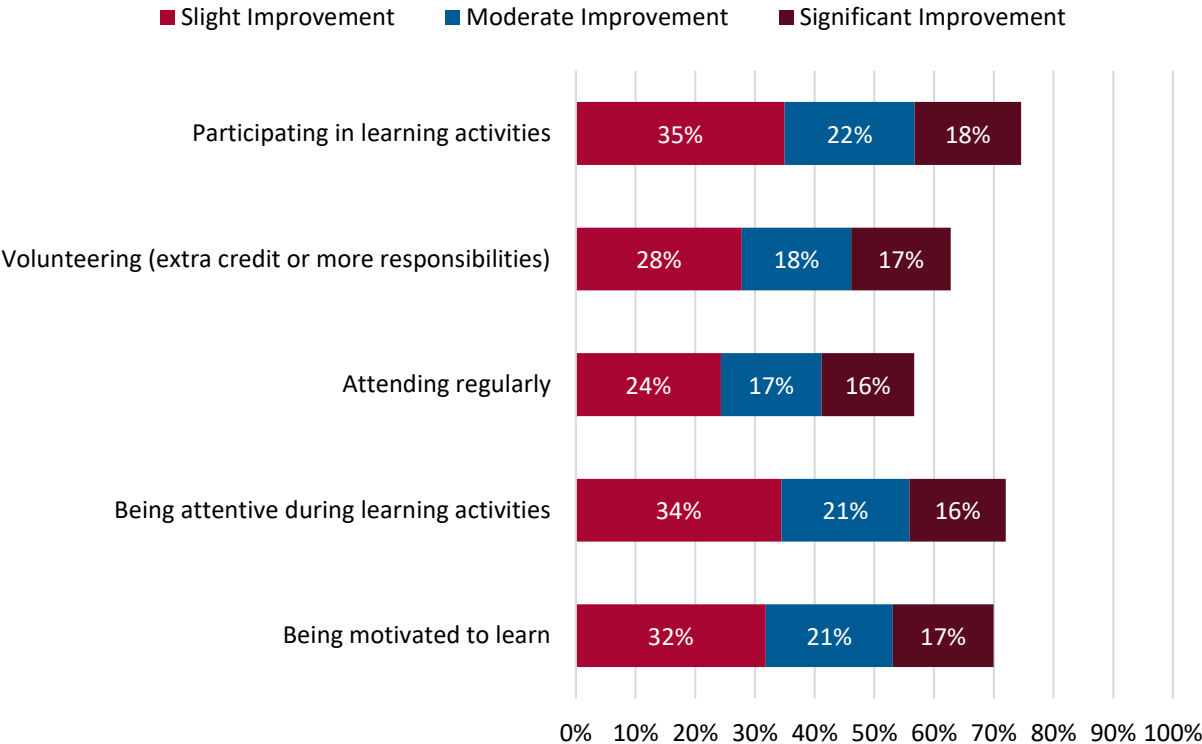 Slight Improvement Moderate Improvement Significant Improvement
Participating in learning activities 35% 22% 18%
Volunteering (extra credit or more responsibilities) 28% 18% 17%
Attending regularly 24% 17% 16%
Being attentive during learning activities 34% 21% 16%
Being motivated to learn 32% 21% 17%
0% 10% 20% 30% 40% 50% 60% 70% 80% 90% 100%